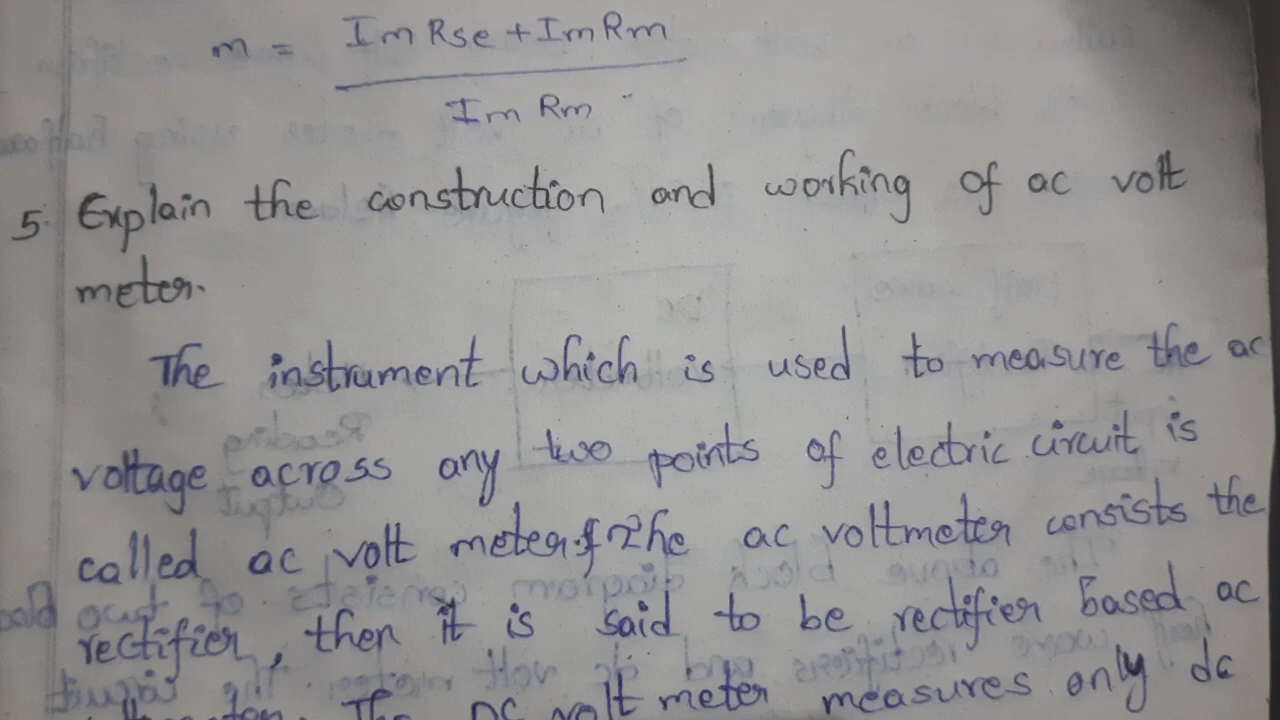 m = ImRse + ImRm
Im Rm
5. Explain the construction and working of ac volt
meter.
The instrument which is used to measure the ac
voltage across any two points of electric circuit is
called ac volt meter The ac voltmeter consists the
rectifier, then it is said to be rectifier based ac
The DC volt meter measures only dc